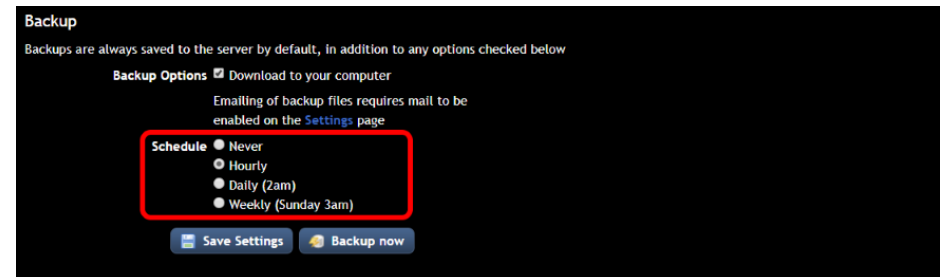 Backup
Backups are always saved to the server by default, in addition to any options checked below
Backup Options Download to your computer
Emailing of backup files requires mail to be
enabled on the Settings page
Schedule Never
Hourly
Daily (2am)
Weekly (Sunday 3am)
Save Settings Backup now